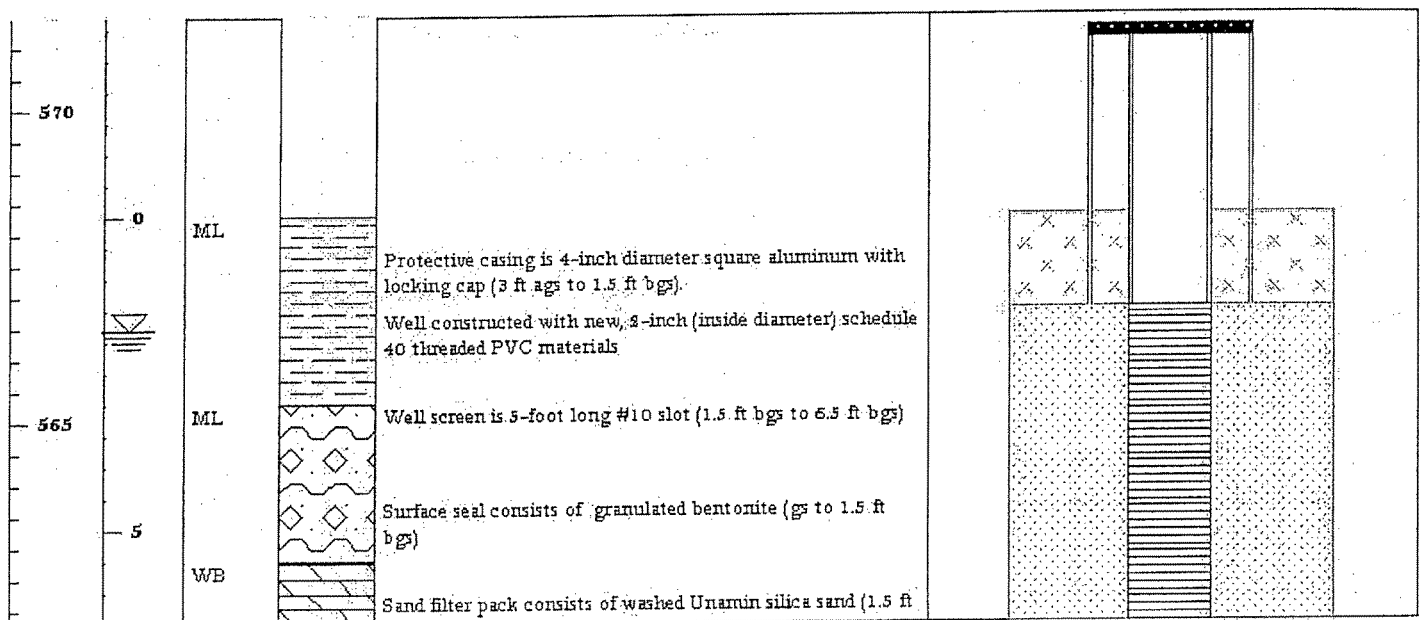 570
0
ML
Protective casing is 4-inch diameter square aluminum with
locking cap (3 ft ags to 1.5 ft bgs).
Well constructed with new, 2-inch (inside diameter) schedule
40 threaded PVC materials
565
ML
Well screen is 5-foot long #10 slot (1.5 ft bgs to 6.5 ft bgs)
Surface seal consists of granulated bentonite (gs to 1.5 ft
bgs)
5
WB
Sand filter pack consists of washed Unamin silica sand (1.5 ft